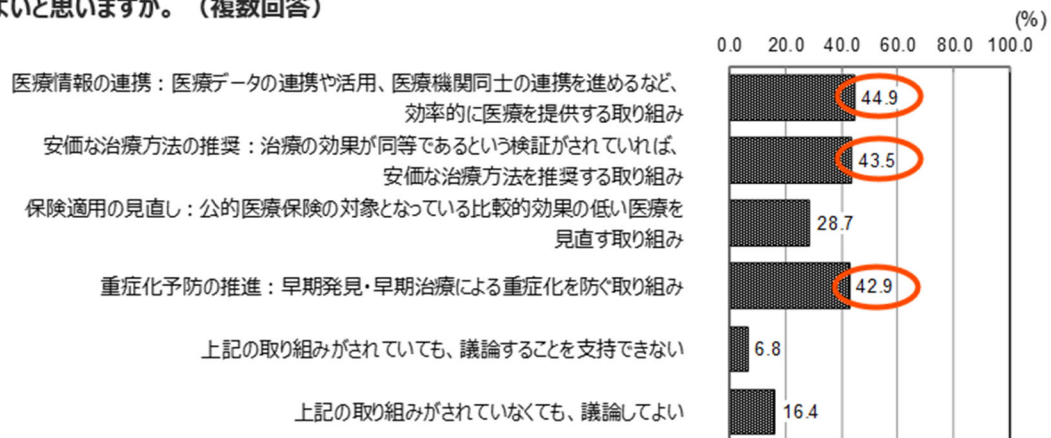 よいと思いますか。（複数回答）
(%)
0.0 20.0 40.0 60.0 80.0 100.0
医療情報の連携：医療データの連携や活用、医療機関同士の連携を進めるなど、
効率的に医療を提供する取り組み
44.9
安価な治療方法の推奨：治療の効果が同等であるという検証がされていれば、
安価な治療方法を推奨する取り組み
43.5
保険適用の見直し：公的医療保険の対象となっている比較的効果の低い医療を
見直す取り組み
28.7
重症化予防の推進：早期発見・早期治療による重症化を防ぐ取り組み
42.9
上記の取り組みがされていても、議論することを支持できない
6.8
上記の取り組みがされていなくても、議論してよい
16.4